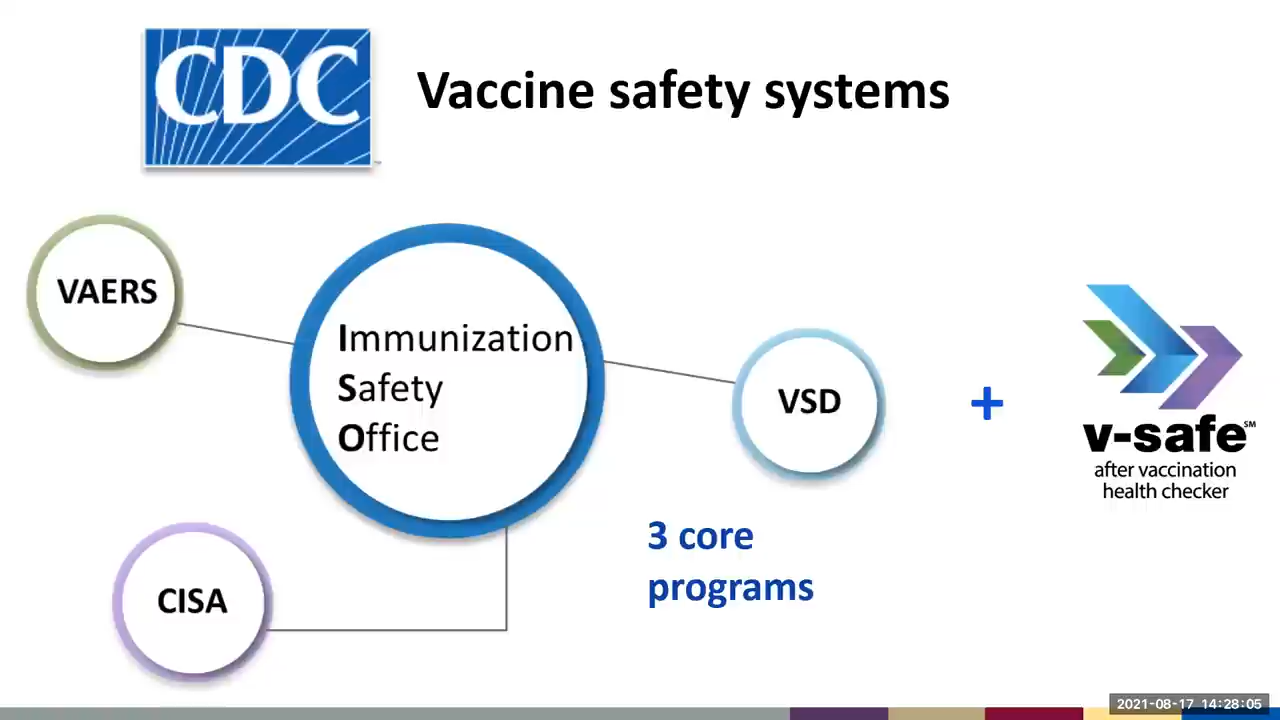 CDC
Vaccine safety systems
VAERS
Immunization
Safety
Office
VSD
+
v-safe℠
after vaccination
health checker
3 core
programs
CISA
2021-08-17 14:28:05